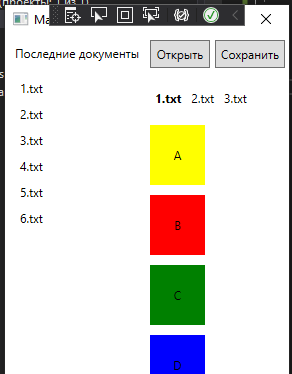 Ma
Последние документы
Открыть
Сохранить
1.txt
2.txt
3.txt
4.txt
5.txt
6.txt
1.txt 2.txt 3.txt
A
B
C
D